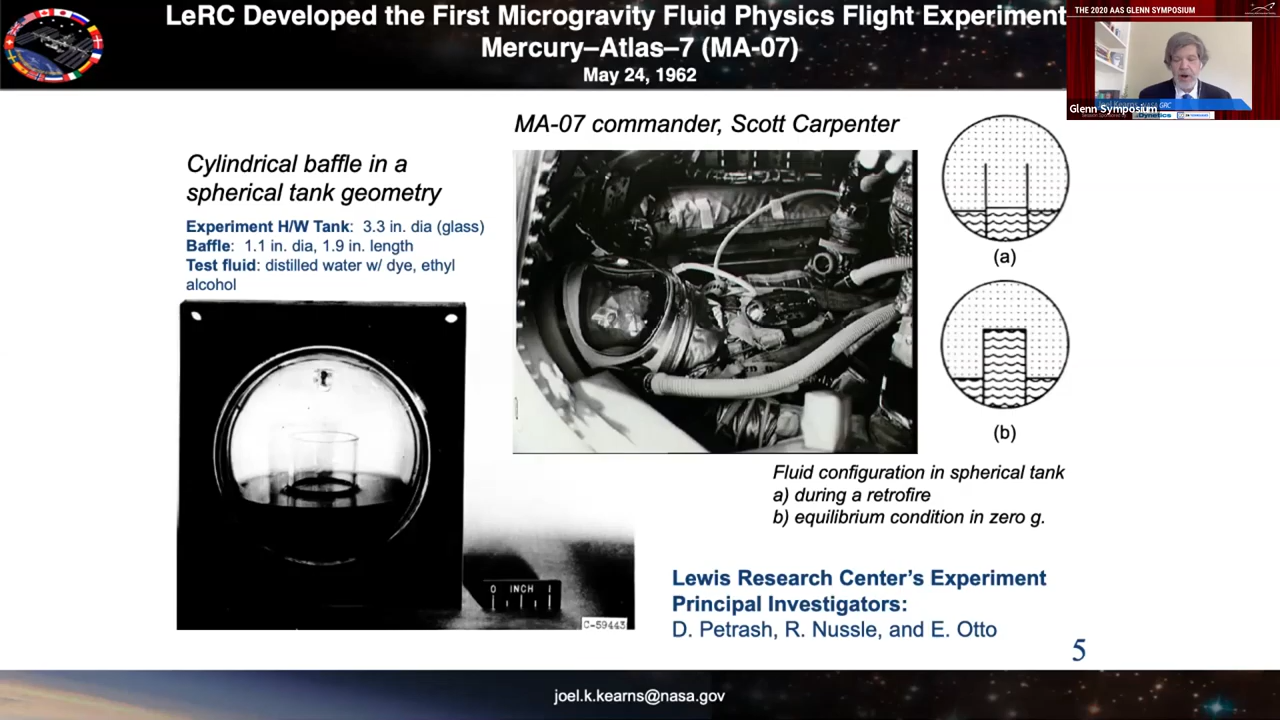 LeRC Developed the First Microgravity Fluid Physics Flight Experiment
Mercury–Atlas–7 (MA-07)
May 24, 1962
THE 2020 AAS GLENN SYMPOSIUM
Glenn Symposium
Dynetics
MA-07 commander, Scott Carpenter
Cylindrical baffle in a
spherical tank geometry
Experiment H/W Tank: 3.3 in. dia (glass)
Baffle: 1.1 in. dia, 1.9 in. length
Test fluid: distilled water w/ dye, ethyl
alcohol
(a)
(b)
Fluid configuration in spherical tank
a) during a retrofire
b) equilibrium condition in zero g.
0 INCH 1
C-59443
Lewis Research Center's Experiment
Principal Investigators:
D. Petrash, R. Nussle, and E. Otto
5
joel.k.kearns@nasa.gov